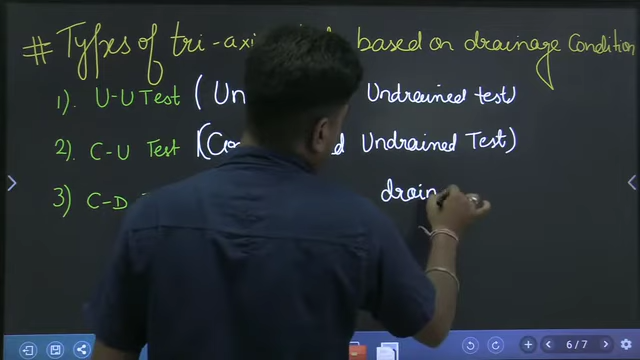 # Types of tri-axi based on drainage Condition
1). U-U Test (Un Undrained test)
2). C-U Test (Co d Undrained Test)
3) C-D drain
6 / 7